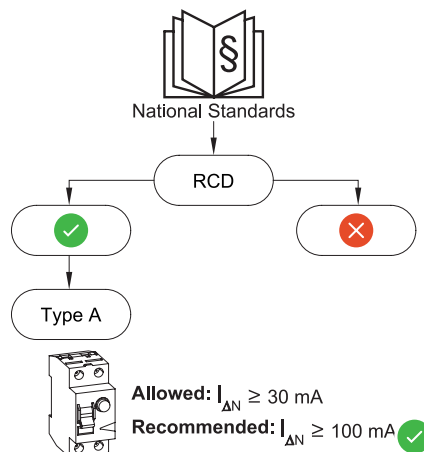 §
National Standards
RCD
Type A
Allowed: IΔN ≥ 30 mA
Recommended: IΔN ≥ 100 mA